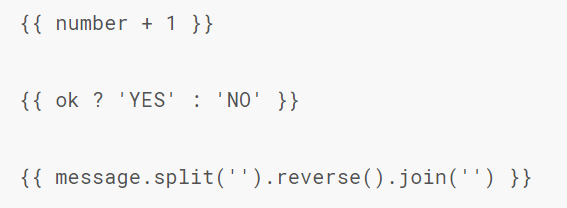 {{ number + 1 }}
{{ ok ? 'YES' : 'NO' }}
{{ message.split('').reverse().join('') }}